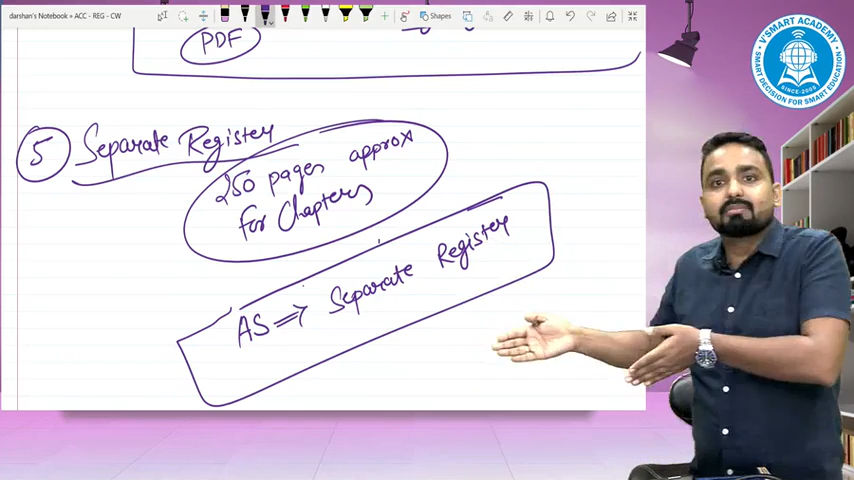 darshan's Notebook » ACC - REG - CW
Shapes
PDF
5 Separate Register
250 pages approx
For Chapters
AS => Separate Register
V'SMART ACADEMY
SINCE-2005
SMART DECISION FOR SMART EDUCATION